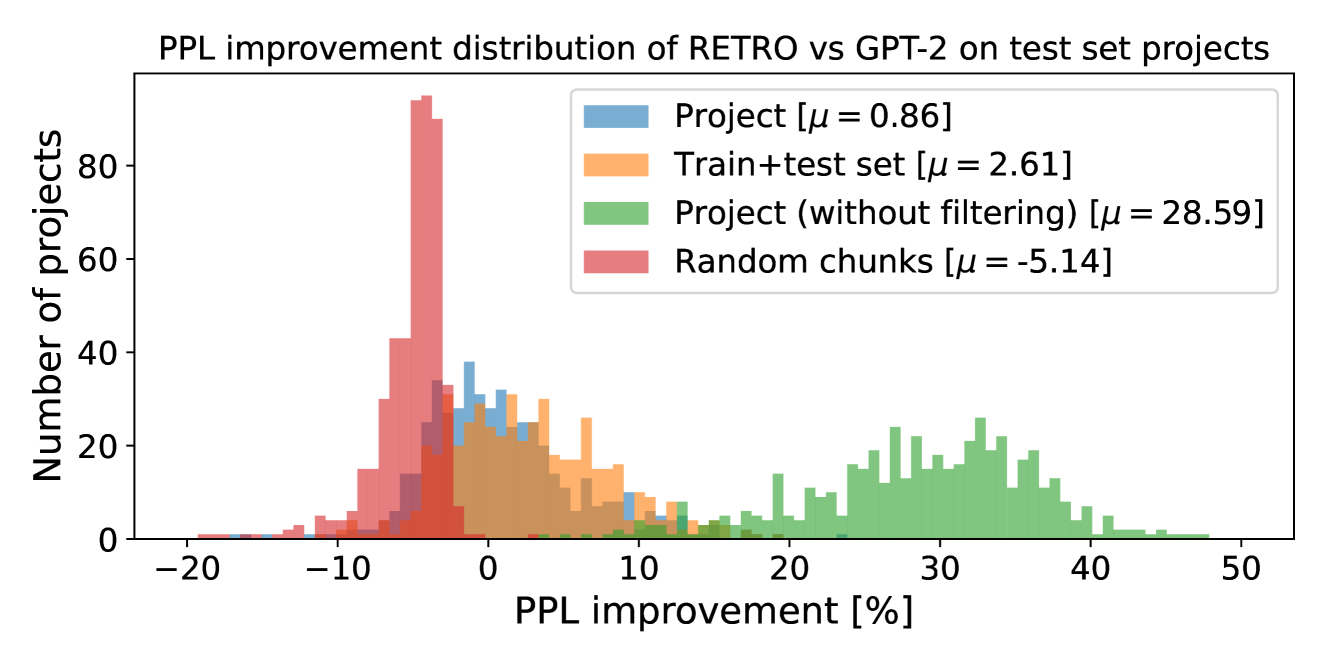 PPL improvement distribution of RETRO vs GPT-2 on test set projects
Project [μ = 0.86]
Train+test set [μ = 2.61]
Project (without filtering) [μ = 28.59]
Random chunks [μ = -5.14]
Number of projects
80
60
40
20
0
−20 −10 0 10 20 30 40 50
PPL improvement [%]